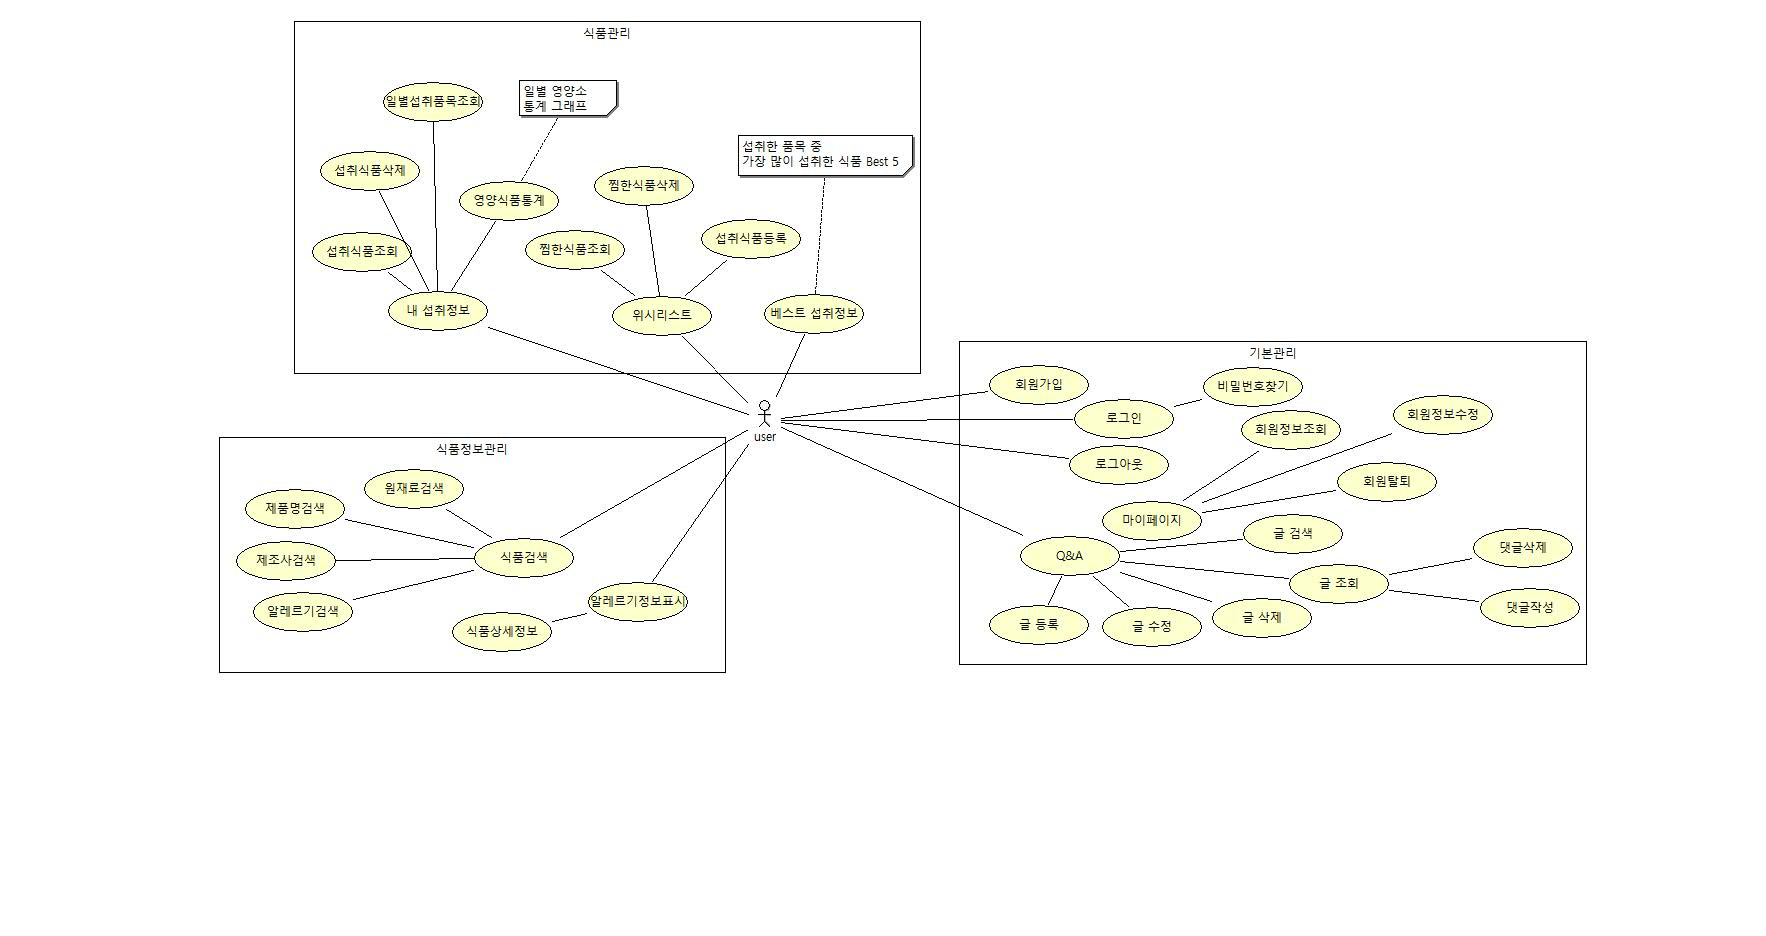 식품관리
일별섭취품목조회
일별 영양소
통계 그래프
섭취한 품목 중
가장 많이 섭취한 식품 Best 5
섭취식품삭제
영양식품통계
찜한식품삭제
섭취식품조회
찜한식품조회
섭취식품등록
내 섭취정보
위시리스트
베스트 섭취정보
user
기본관리
회원가입
비밀번호찾기
로그인
회원정보조회
회원정보수정
로그아웃
회원탈퇴
마이페이지
글 검색
Q&A
댓글삭제
글 조회
글 등록
글 수정
글 삭제
댓글작성
식품정보관리
원재료검색
제품명검색
제조사검색
식품검색
알레르기검색
알레르기정보표시
식품상세정보